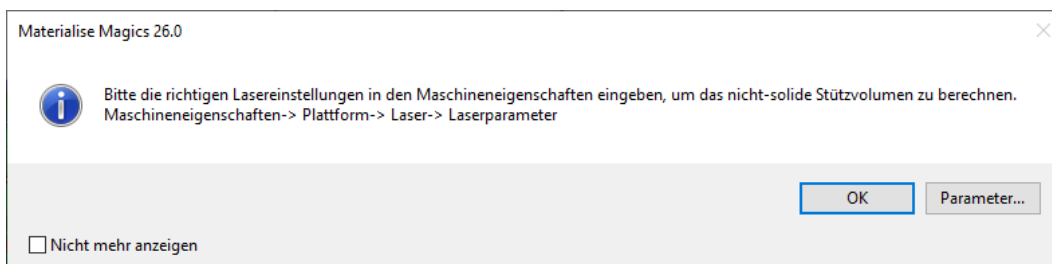 Materialise Magics 26.0
Bitte die richtigen Lasereinstellungen in den Maschineneigenschaften eingeben, um das nicht-solide Stützvolumen zu berechnen.
Maschineneigenschaften-> Plattform-> Laser-> Laserparameter
OK
Parameter...
Nicht mehr anzeigen